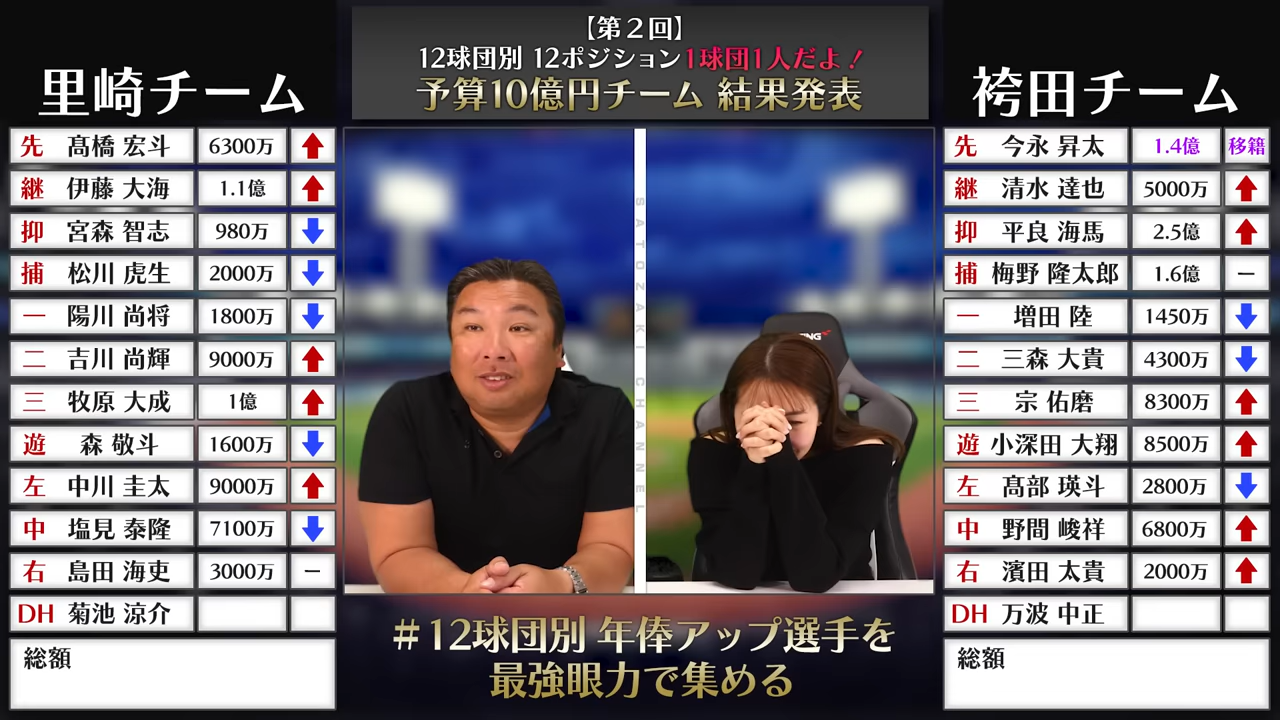 【第２回】
12球団別 12ポジション1球団1人だよ！
予算10億円チーム 結果発表
里崎チーム
先 髙橋 宏斗 6300万 ↑
継 伊藤 大海 1.1億 ↑
抑 宮森 智志 980万 ↓
捕 松川 虎生 2000万 ↓
一 陽川 尚将 1800万 ↓
二 吉川 尚輝 9000万 ↑
三 牧原 大成 1億 ↑
遊 森 敬斗 1600万 ↓
左 中川 圭太 9000万 ↑
中 塩見 泰隆 7100万 ↓
右 島田 海吏 3000万 −
DH 菊池 涼介
総額
袴田チーム
先 今永 昇太 1.4億 移籍
継 清水 達也 5000万 ↑
抑 平良 海馬 2.5億 ↑
捕 梅野 隆太郎 1.6億 −
一 増田 陸 1450万 ↓
二 三森 大貴 4300万 ↓
三 宗 佑磨 8300万 ↑
遊 小深田 大翔 8500万 ↑
左 髙部 瑛斗 2800万 ↓
中 野間 峻祥 6800万 ↑
右 濱田 太貴 2000万 ↑
DH 万波 中正
総額
SATOZAKI CHANNEL
＃12球団別 年俸アップ選手を
最強眼力で集める